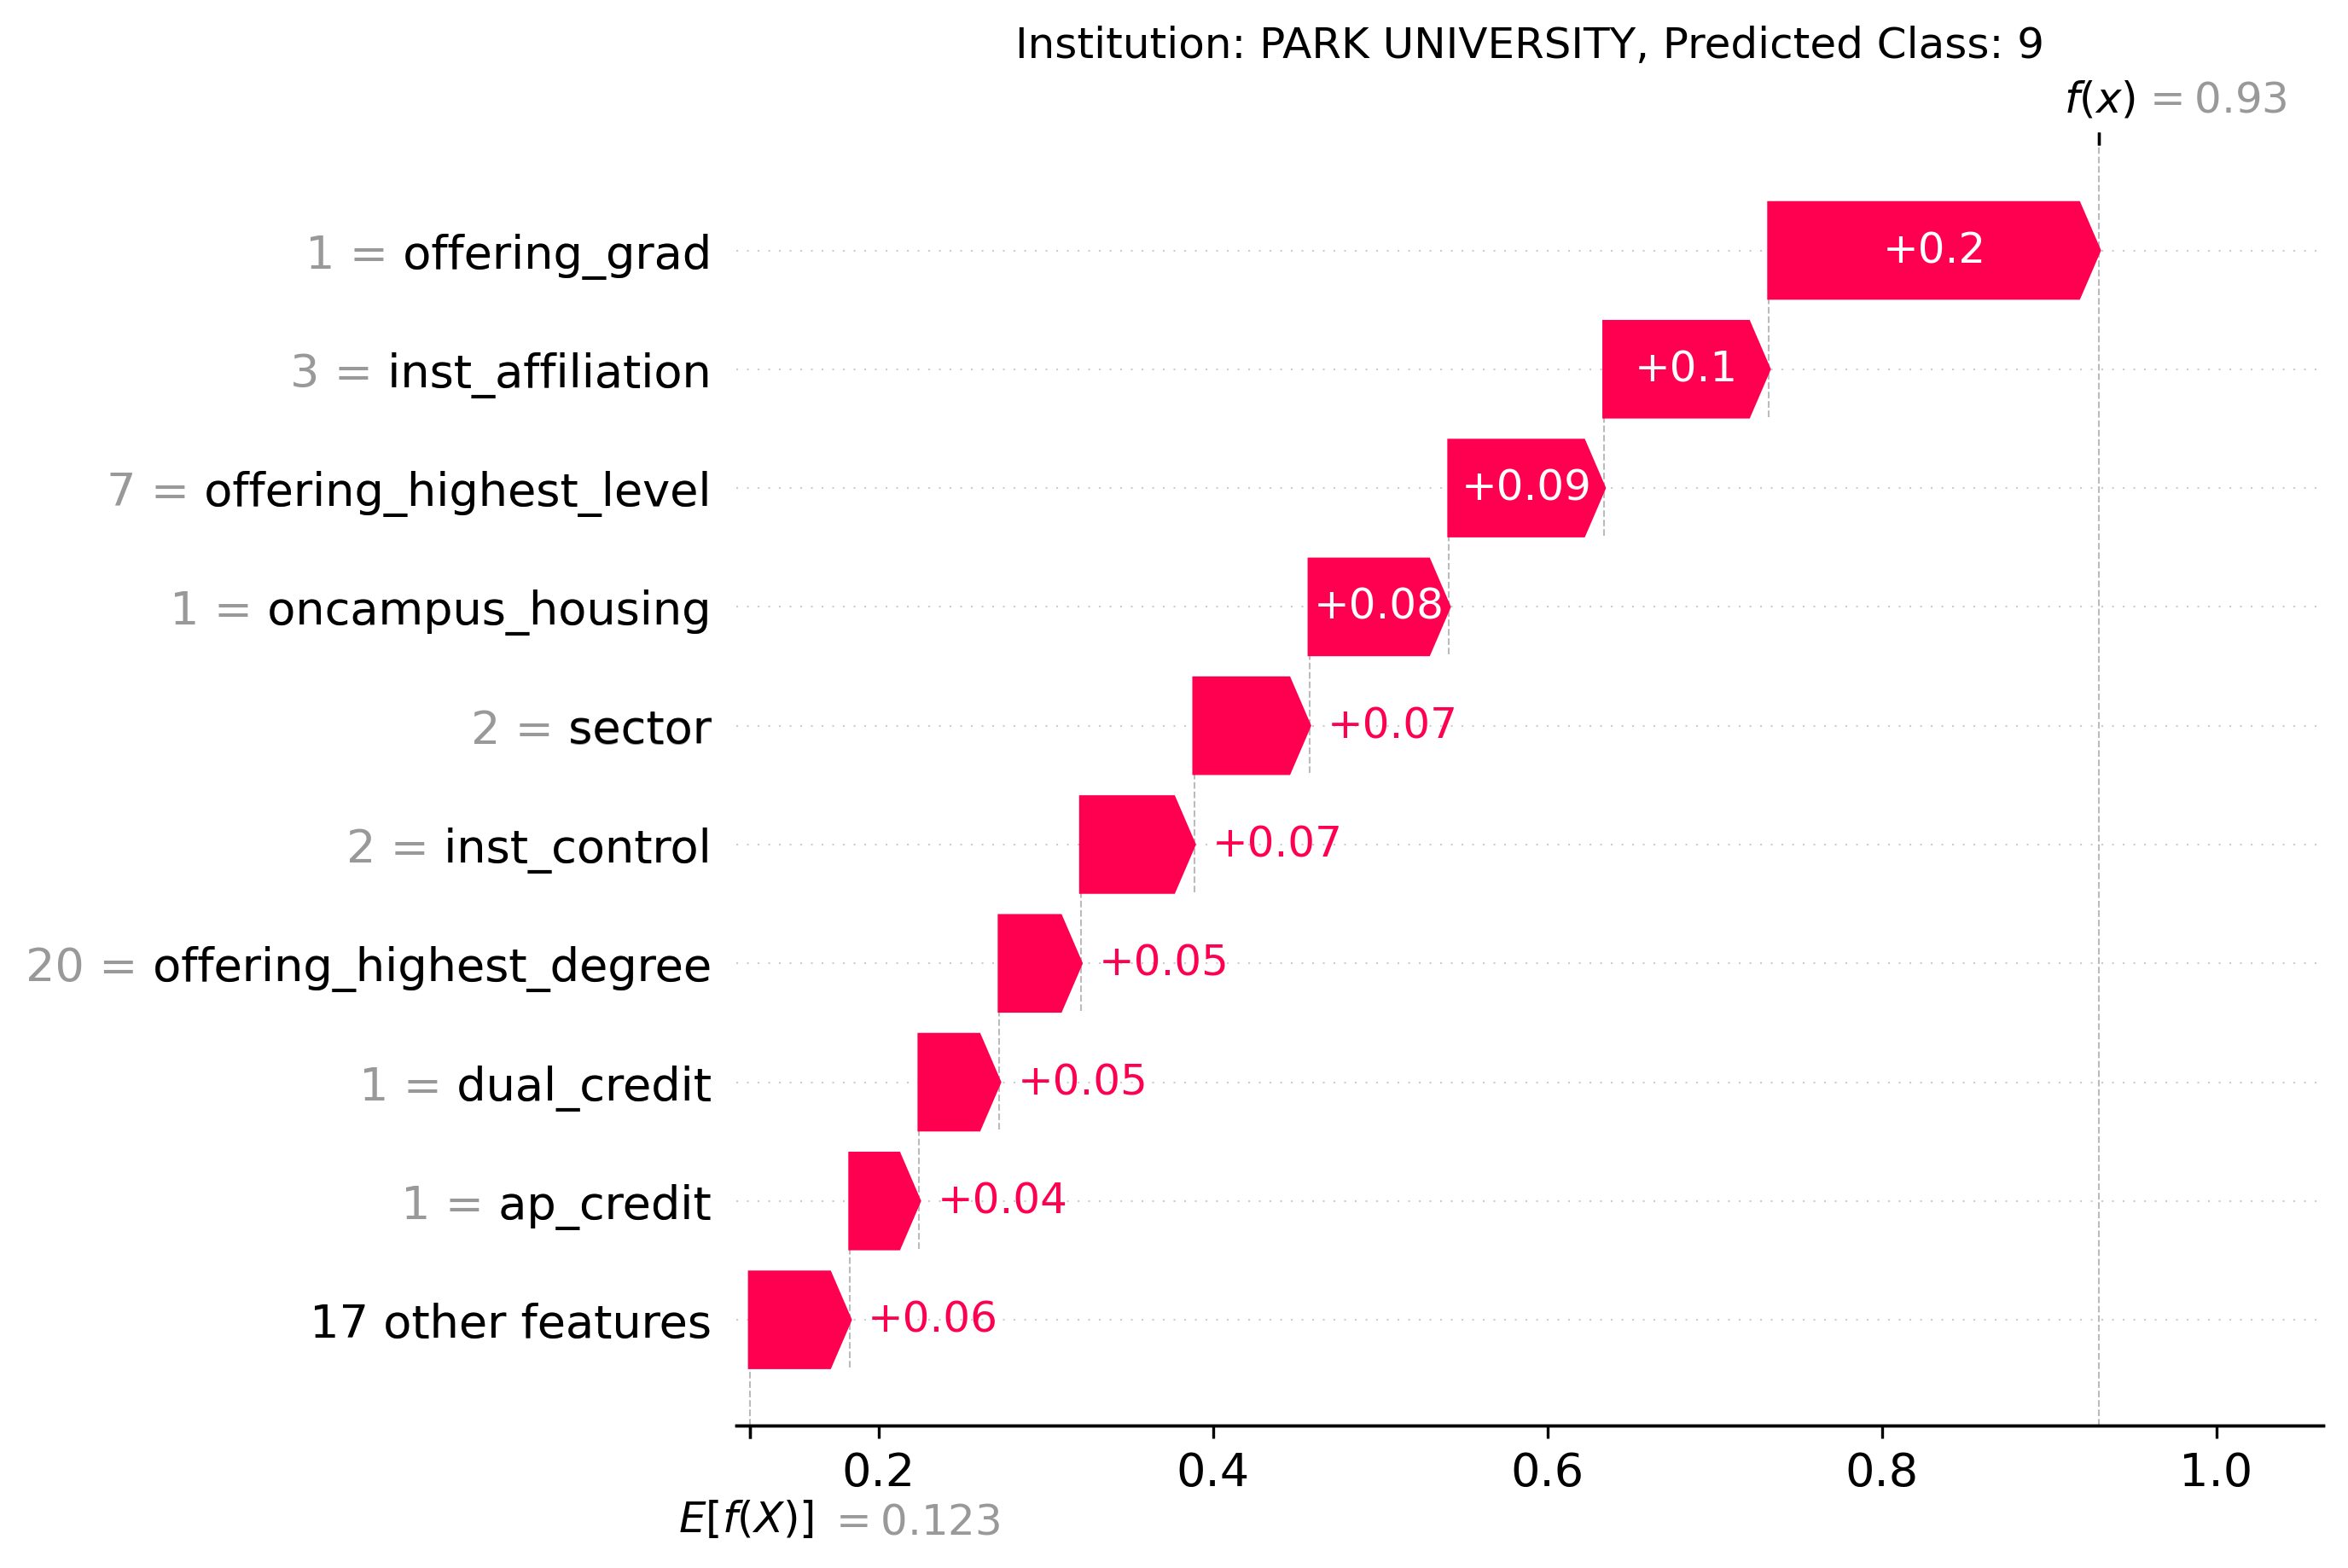 Institution: PARK UNIVERSITY, Predicted Class: 9
f(x) = 0.93
1 = offering_grad +0.2
3 = inst_affiliation +0.1
7 = offering_highest_level +0.09
1 = oncampus_housing +0.08
2 = sector +0.07
2 = inst_control +0.07
20 = offering_highest_degree +0.05
1 = dual_credit +0.05
1 = ap_credit +0.04
17 other features +0.06
0.2 0.4 0.6 0.8 1.0
E[f(X)] = 0.123